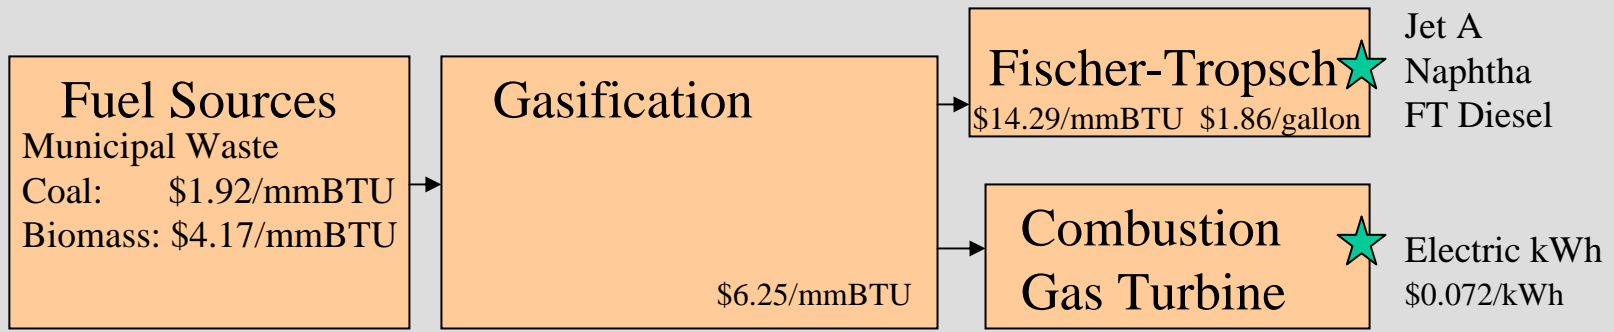 Fuel Sources
Municipal Waste
Coal: $1.92/mmBTU
Biomass: $4.17/mmBTU
Gasification
$6.25/mmBTU
Fischer-Tropsch
$14.29/mmBTU $1.86/gallon
Jet A
Naphtha
FT Diesel
Combustion
Gas Turbine
Electric kWh
$0.072/kWh